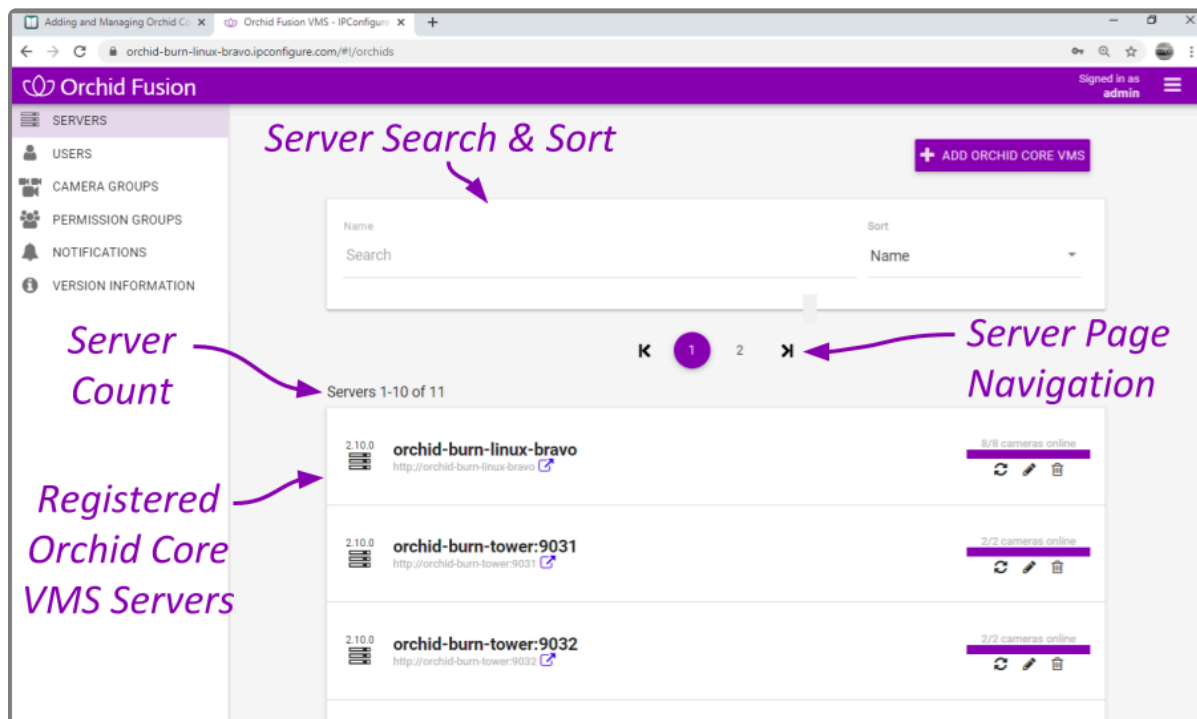 Adding and Managing Orchid Co
Orchid Fusion VMS - IPConfigure
orchid-burn-linux-bravo.ipconfigure.com/#!/orchids
Orchid Fusion
Signed in as
admin
SERVERS
USERS
CAMERA GROUPS
PERMISSION GROUPS
NOTIFICATIONS
VERSION INFORMATION
Server Search & Sort
ADD ORCHID CORE VMS
Name
Search
Sort
Name
1 2
Server
Count
Server Page
Navigation
Servers 1-10 of 11
Registered
Orchid Core
VMS Servers
2.10.0
orchid-burn-linux-bravo
http://orchid-burn-linux-bravo
8/8 cameras online
2.10.0
orchid-burn-tower:9031
http://orchid-burn-tower:9031
2/2 cameras online
2.10.0
orchid-burn-tower:9032
http://orchid-burn-tower:9032
2/2 cameras online